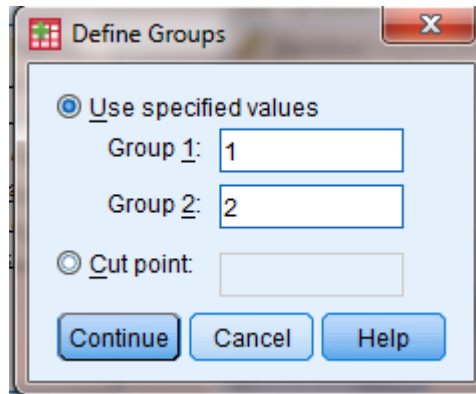 Define Groups
Use specified values
Group 1: 1
Group 2: 2
Cut point:
Continue Cancel Help